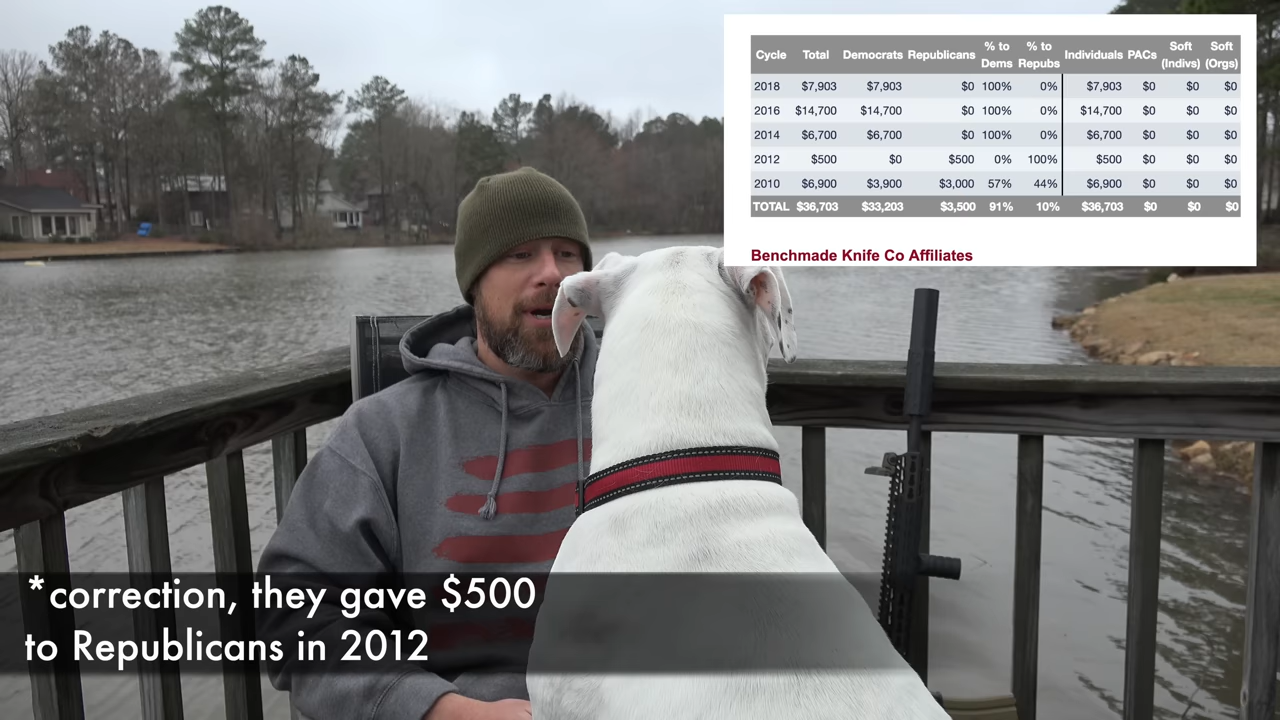 Cycle Total Democrats Republicans % to Dems % to Repubs Individuals PACs Soft (Indivs) Soft (Orgs)
2018 $7,903 $7,903 $0 100% 0% $7,903 $0 $0 $0
2016 $14,700 $14,700 $0 100% 0% $14,700 $0 $0 $0
2014 $6,700 $6,700 $0 100% 0% $6,700 $0 $0 $0
2012 $500 $0 $500 0% 100% $500 $0 $0 $0
2010 $6,900 $3,900 $3,000 57% 44% $6,900 $0 $0 $0
TOTAL $36,703 $33,203 $3,500 91% 10% $36,703 $0 $0 $0
Benchmade Knife Co Affiliates
*correction, they gave $500
to Republicans in 2012